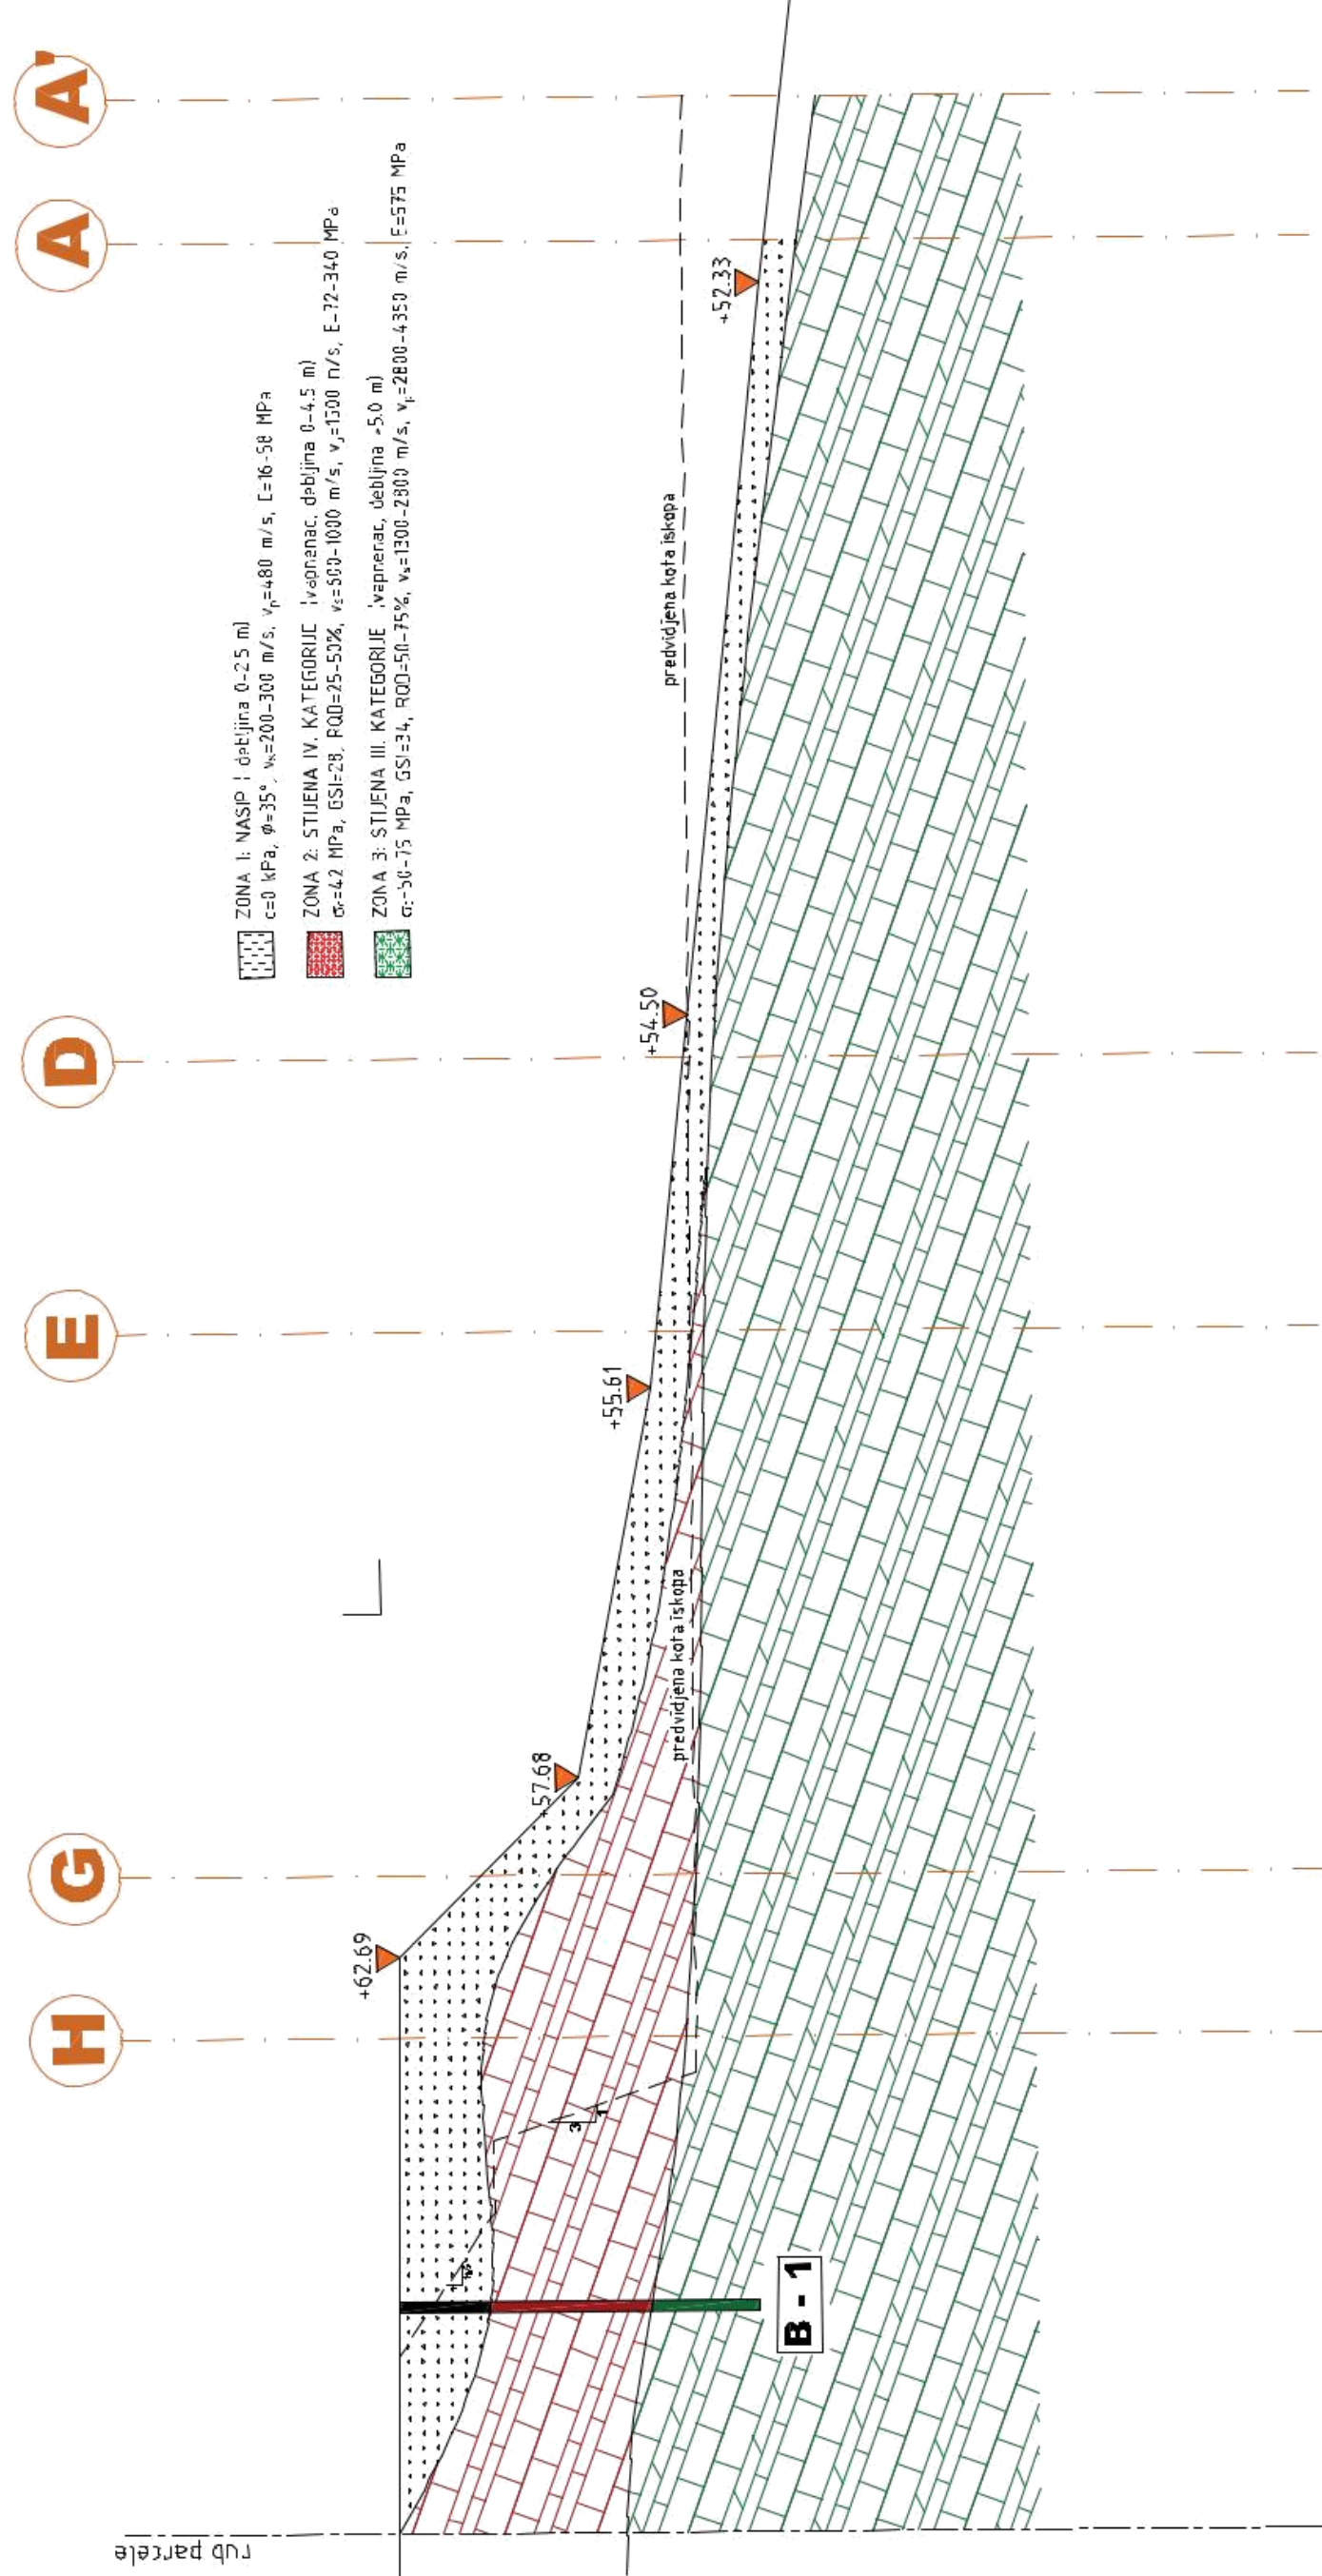 H
G
E
D
A
A'
ZONA 1: NASIP ( debljina 0-2.5 m)
c=0 kPa, φ=35°, vₛ=200-300 m/s, vₚ=480 m/s, E=16-58 MPa
ZONA 2: STIJENA IV. KATEGORIJE (vapnenac, debljina 0-4.5 m)
σc=42 MPa, GSI=28, RQD=25-50%, vₛ=500-1000 m/s, E=72-340 MPa
ZONA 3: STIJENA III. KATEGORIJE (vapnenac, debljina >5.0 m)
σc=50-75 MPa, GSI=34, RQD=50-75%, vₛ=1300-2800 m/s, vₚ=2800-4350 m/s, E=575 MPa
rub parcele
+62.69
+57.68
+55.61
+54.50
+52.33
predvidjena kota iskopa
predvidjena kota iskopa
3
1
B - 1